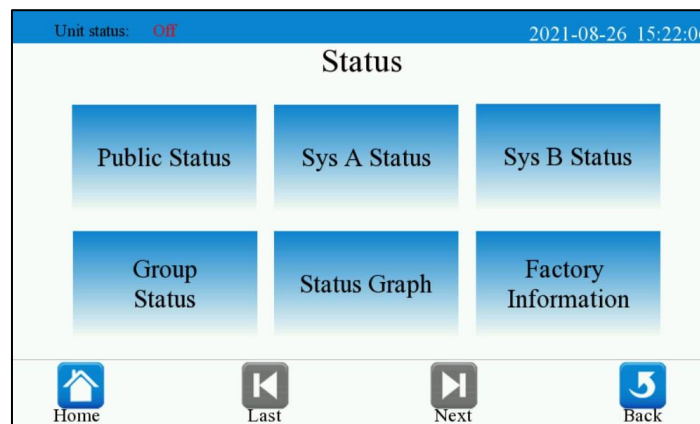 Unit status: Off 2021-08-26 15:22:06
Status
Public Status Sys A Status Sys B Status
Group Status Status Graph Factory Information
Home Last Next Back